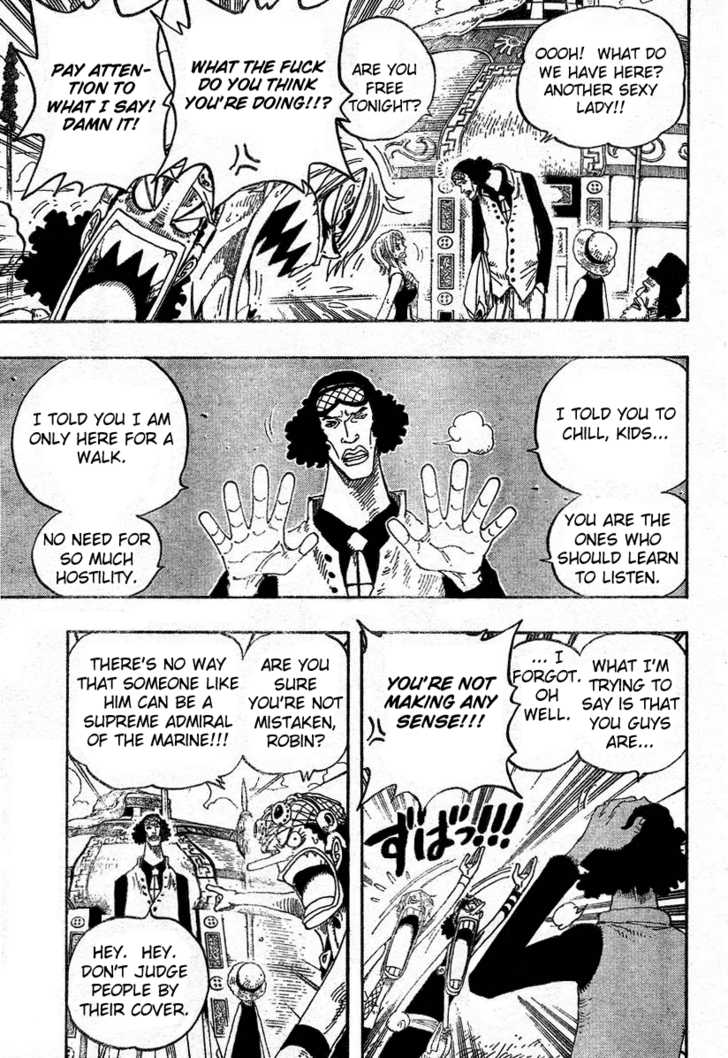 OOOH! WHAT DO
WE HAVE HERE?
ANOTHER SEXY
LADY!!
ARE YOU
FREE
TONIGHT?
WHAT THE FUCK
DO YOU THINK
YOU'RE DOING!!?
PAY ATTEN-
TION TO
WHAT I SAY!
DAMN IT!
I TOLD YOU TO
CHILL, KIDS...
YOU ARE THE
ONES WHO
SHOULD LEARN
TO LISTEN.
I TOLD YOU I AM
ONLY HERE FOR A
WALK.
NO NEED FOR
SO MUCH
HOSTILITY.
WHAT I'M
TRYING TO
SAY IS THAT
YOU GUYS
ARE...
... I
FORGOT.
OH
WELL.
YOU'RE NOT
MAKING ANY
SENSE!!!
ずばっ!!!
ARE YOU
SURE
YOU'RE NOT
MISTAKEN,
ROBIN?
THERE'S NO WAY
THAT SOMEONE LIKE
HIM CAN BE A
SUPREME ADMIRAL
OF THE MARINE!!!
HEY. HEY.
DON'T JUDGE
PEOPLE BY
THEIR COVER.